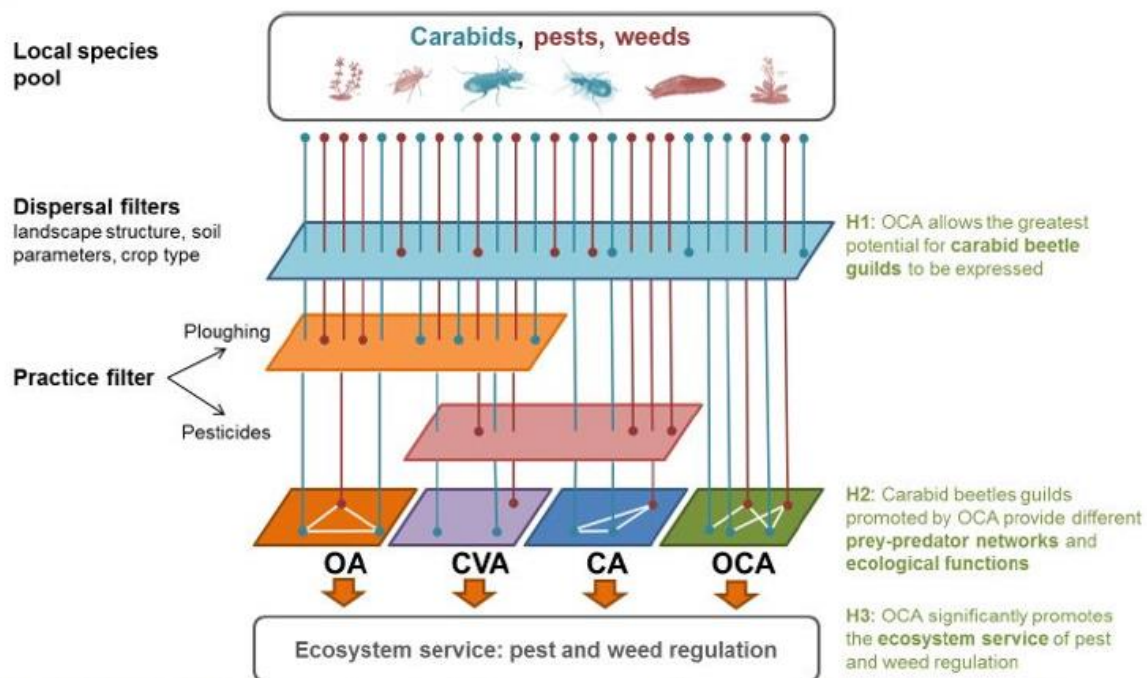 Local species
pool
Carabids, pests, weeds
Dispersal filters
landscape structure, soil
parameters, crop type
H1: OCA allows the greatest
potential for carabid beetle
guilds to be expressed
Ploughing
Practice filter
Pesticides
H2: Carabid beetles guilds
promoted by OCA provide different
prey-predator networks and
ecological functions
OA
CVA
CA
OCA
H3: OCA significantly promotes
the ecosystem service of pest
and weed regulation
Ecosystem service: pest and weed regulation